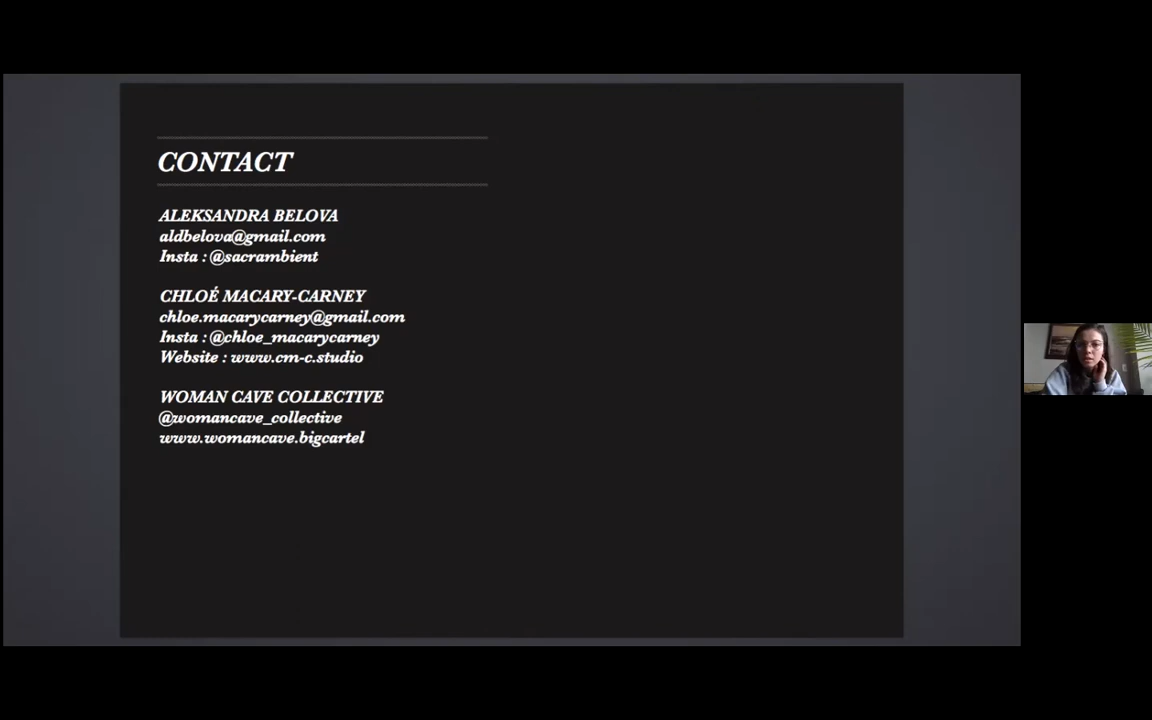 CONTACT
ALEKSANDRA BELOVA
aldbelova@gmail.com
Insta : @sacrambient
CHLOÉ MACARY-CARNEY
chloe.macarycarney@gmail.com
Insta : @chloe_macarycarney
Website : www.cm-c.studio
WOMAN CAVE COLLECTIVE
@womancave_collective
www.womancave.bigcartel